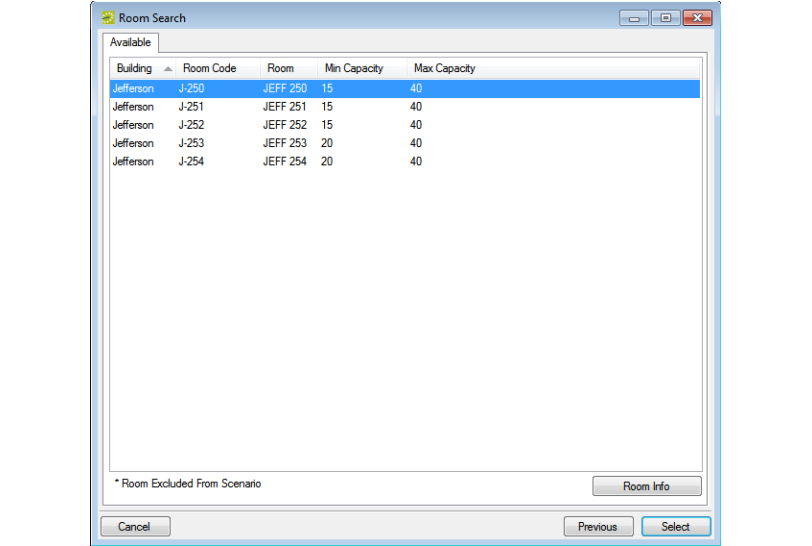 Room Search
Available
Building Room Code Room Min Capacity Max Capacity
Jefferson J-250 JEFF 250 15 40
Jefferson J-251 JEFF 251 15 40
Jefferson J-252 JEFF 252 15 40
Jefferson J-253 JEFF 253 20 40
Jefferson J-254 JEFF 254 20 40
* Room Excluded From Scenario
Room Info
Cancel Previous Select